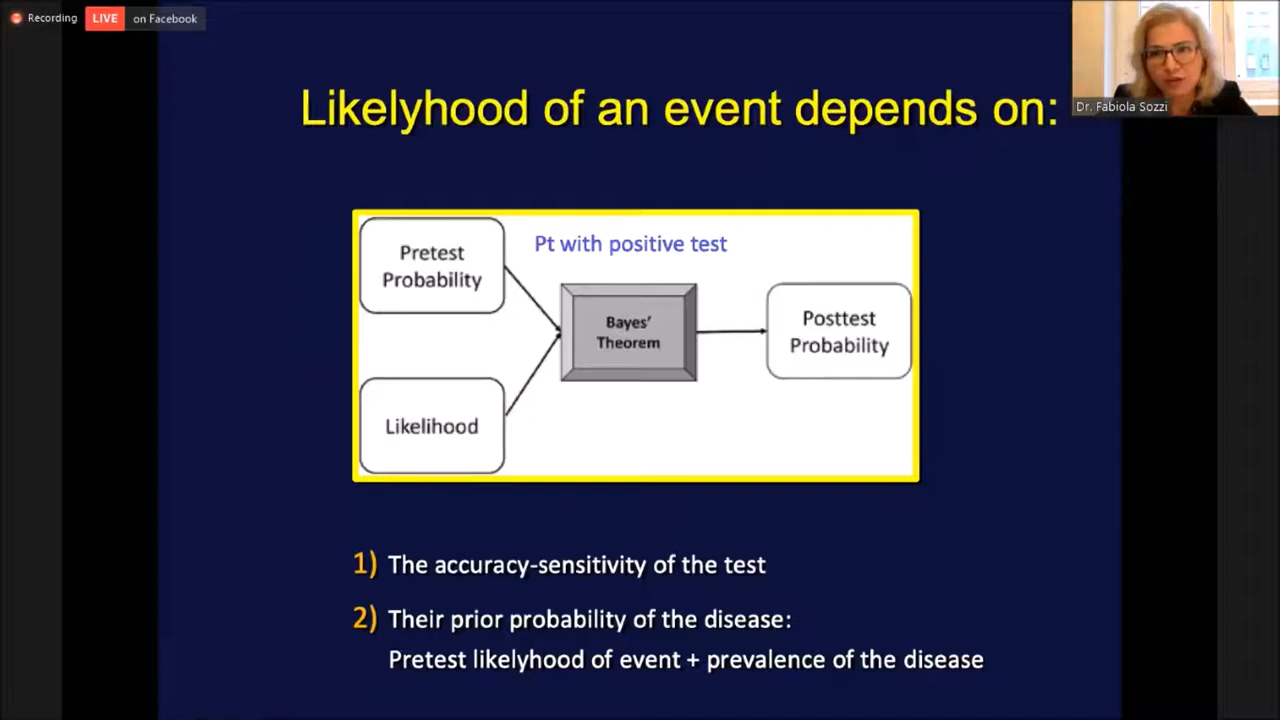 Recording
LIVE on Facebook
Dr. Fabiola Sozzi
Likelyhood of an event depends on:
Pretest
Probability
Pt with positive test
Bayes'
Theorem
Posttest
Probability
Likelihood
1) The accuracy-sensitivity of the test
2) Their prior probability of the disease:
Pretest likelyhood of event + prevalence of the disease